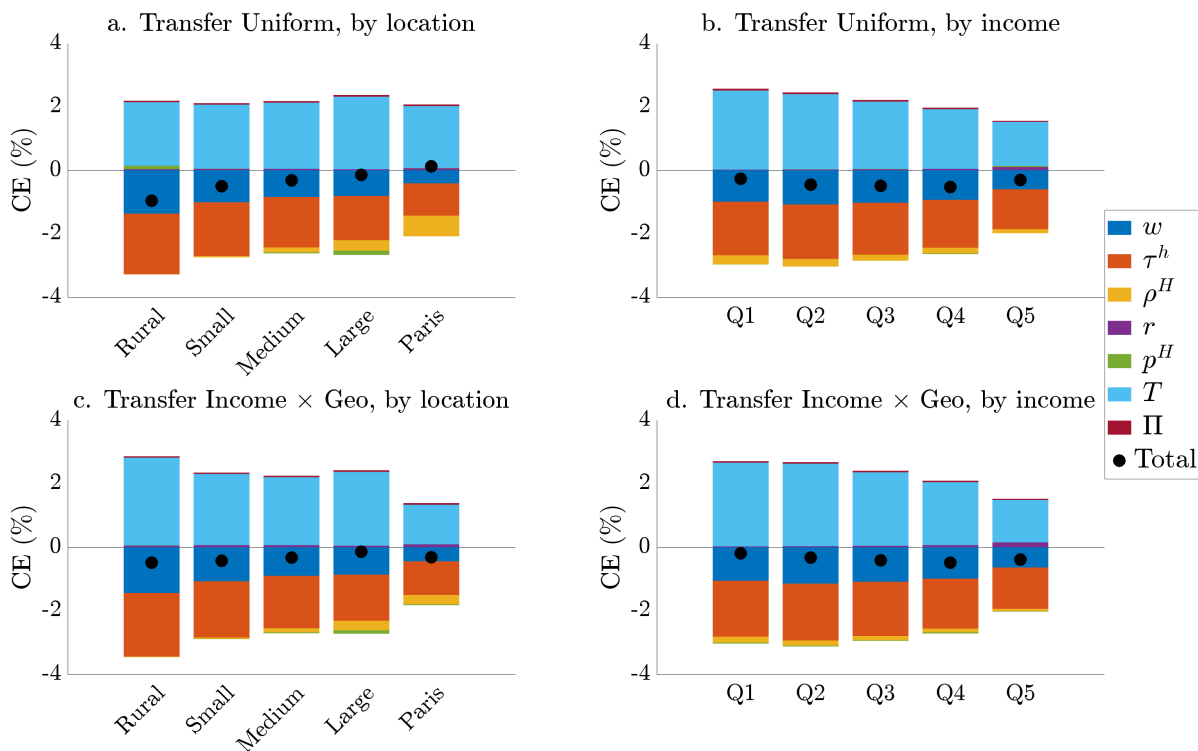 a. Transfer Uniform, by location
CE (%)
4
2
0
-2
-4
Rural
Small
Medium
Large
Paris
b. Transfer Uniform, by income
CE (%)
4
2
0
-2
-4
Q1
Q2
Q3
Q4
Q5
w
τ^h
ρ^H
r
p^H
T
Π
Total
c. Transfer Income × Geo, by location
CE (%)
4
2
0
-2
-4
Rural
Small
Medium
Large
Paris
d. Transfer Income × Geo, by income
CE (%)
4
2
0
-2
-4
Q1
Q2
Q3
Q4
Q5